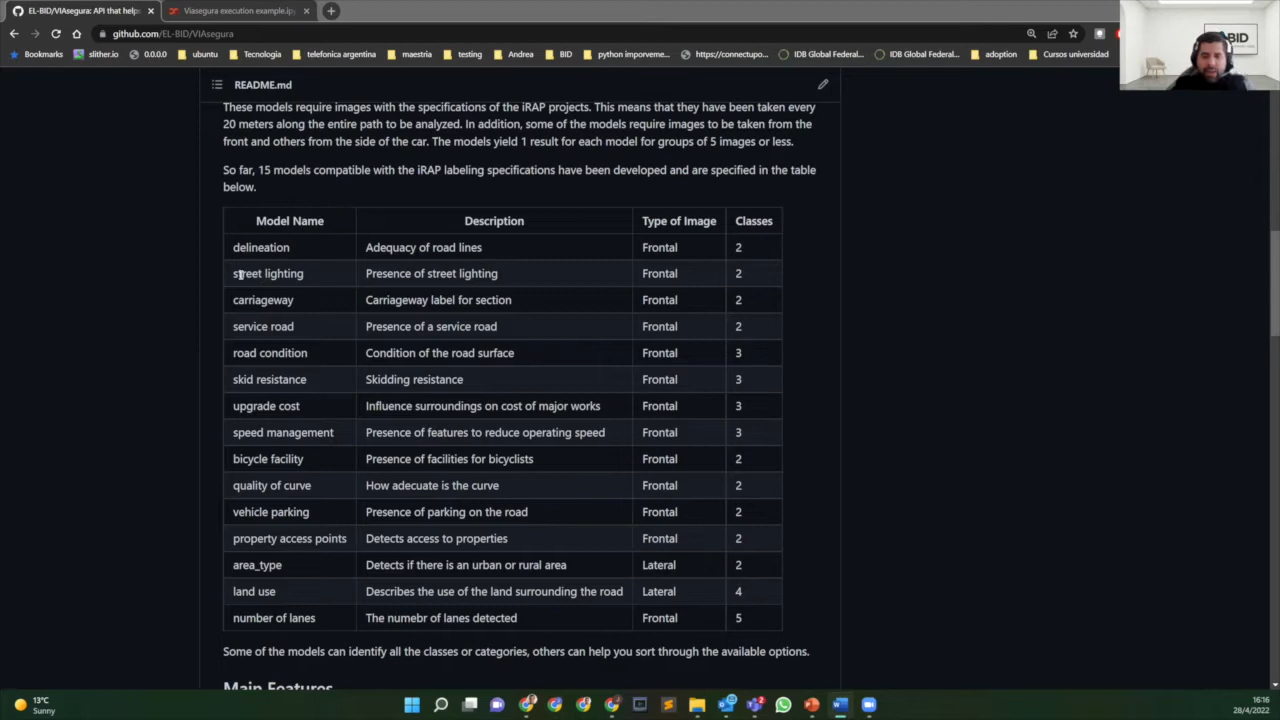 EL-BID/VIAsegura: API that help
Viasegura execution example.ip
github.com/EL-BID/VIAsegura
Bookmarks slither.io 0.0.0.0 ubuntu Tecnologia telefonica argentina maestria testing Andrea BID python imporveme... https://connectupo... IDB Global Federal... IDB Global Federal... adoption Cursos universidad
BID
README.md
These models require images with the specifications of the iRAP projects. This means that they have been taken every
20 meters along the entire path to be analyzed. In addition, some of the models require images to be taken from the
front and others from the side of the car. The models yield 1 result for each model for groups of 5 images or less.
So far, 15 models compatible with the iRAP labeling specifications have been developed and are specified in the table
below.
Model Name Description Type of Image Classes
delineation Adequacy of road lines Frontal 2
street lighting Presence of street lighting Frontal 2
carriageway Carriageway label for section Frontal 2
service road Presence of a service road Frontal 2
road condition Condition of the road surface Frontal 3
skid resistance Skidding resistance Frontal 3
upgrade cost Influence surroundings on cost of major works Frontal 3
speed management Presence of features to reduce operating speed Frontal 3
bicycle facility Presence of facilities for bicyclists Frontal 2
quality of curve How adequate is the curve Frontal 2
vehicle parking Presence of parking on the road Frontal 2
property access points Detects access to properties Frontal 2
area_type Detects if there is an urban or rural area Lateral 2
land use Describes the use of the land surrounding the road Lateral 4
number of lanes The numebr of lanes detected Frontal 5
Some of the models can identify all the classes or categories, others can help you sort through the available options.
Main Features
13°C
Sunny
16:16
28/4/2022